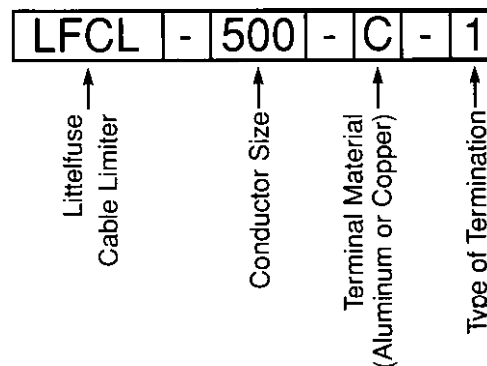 LFCL - 500 - C - 1
Littelfuse
Cable Limiter
Conductor Size
Terminal Material
(Aluminum or Copper)
Type of Termination